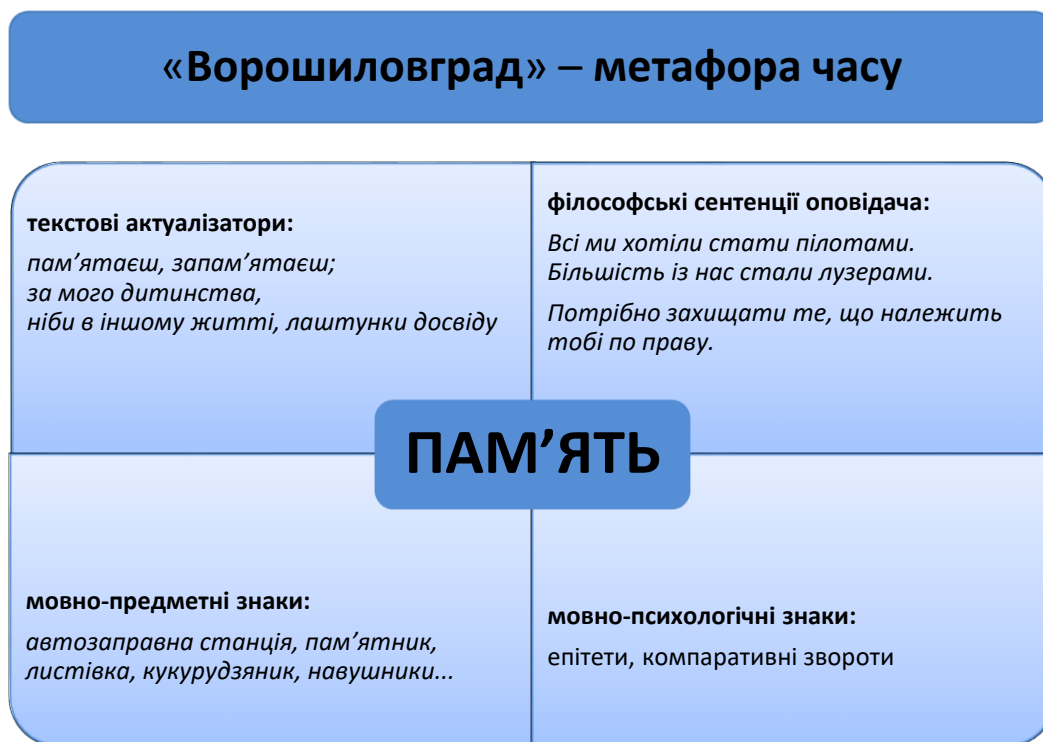 «Ворошиловград» – метафора часу
текстові актуалізатори:
пам’ятаєш, запам’ятаєш;
за мого дитинства,
ніби в іншому житті, лаштунки досвіду
філософські сентенції оповідача:
Всі ми хотіли стати пілотами.
Більшість із нас стали лузерами.
Потрібно захищати те, що належить
тобі по праву.
ПАМ’ЯТЬ
мовно-предметні знаки:
автозаправна станція, пам’ятник,
листівка, кукурудзяник, навушники...
мовно-психологічні знаки:
епітети, компаративні звороти